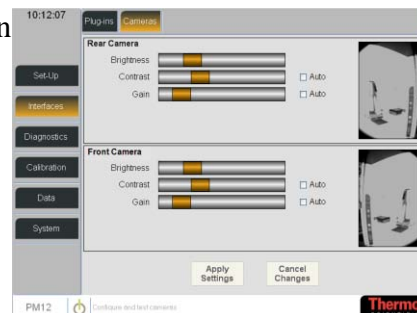 n
10:12:07
Plug-ins Cameras
Rear Camera
Brightness
Contrast Auto
Gain Auto
Set-Up
Interfaces
Diagnostics
Calibration
Data
System
Front Camera
Brightness
Contrast Auto
Gain Auto
Apply Settings
Cancel Changes
PM12 Configure and test cameras
Thermo